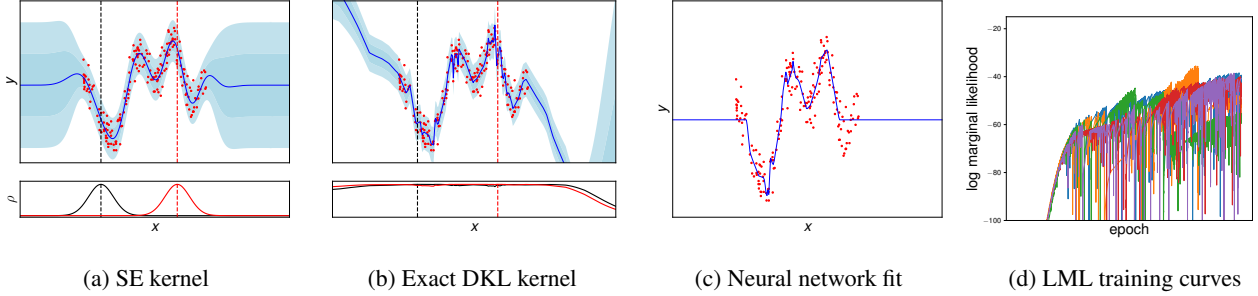 y
ρ
x
(a) SE kernel
x
(b) Exact DKL kernel
y
x
(c) Neural network fit
log marginal likelihood
−20
−40
−60
−80
−100
epoch
(d) LML training curves